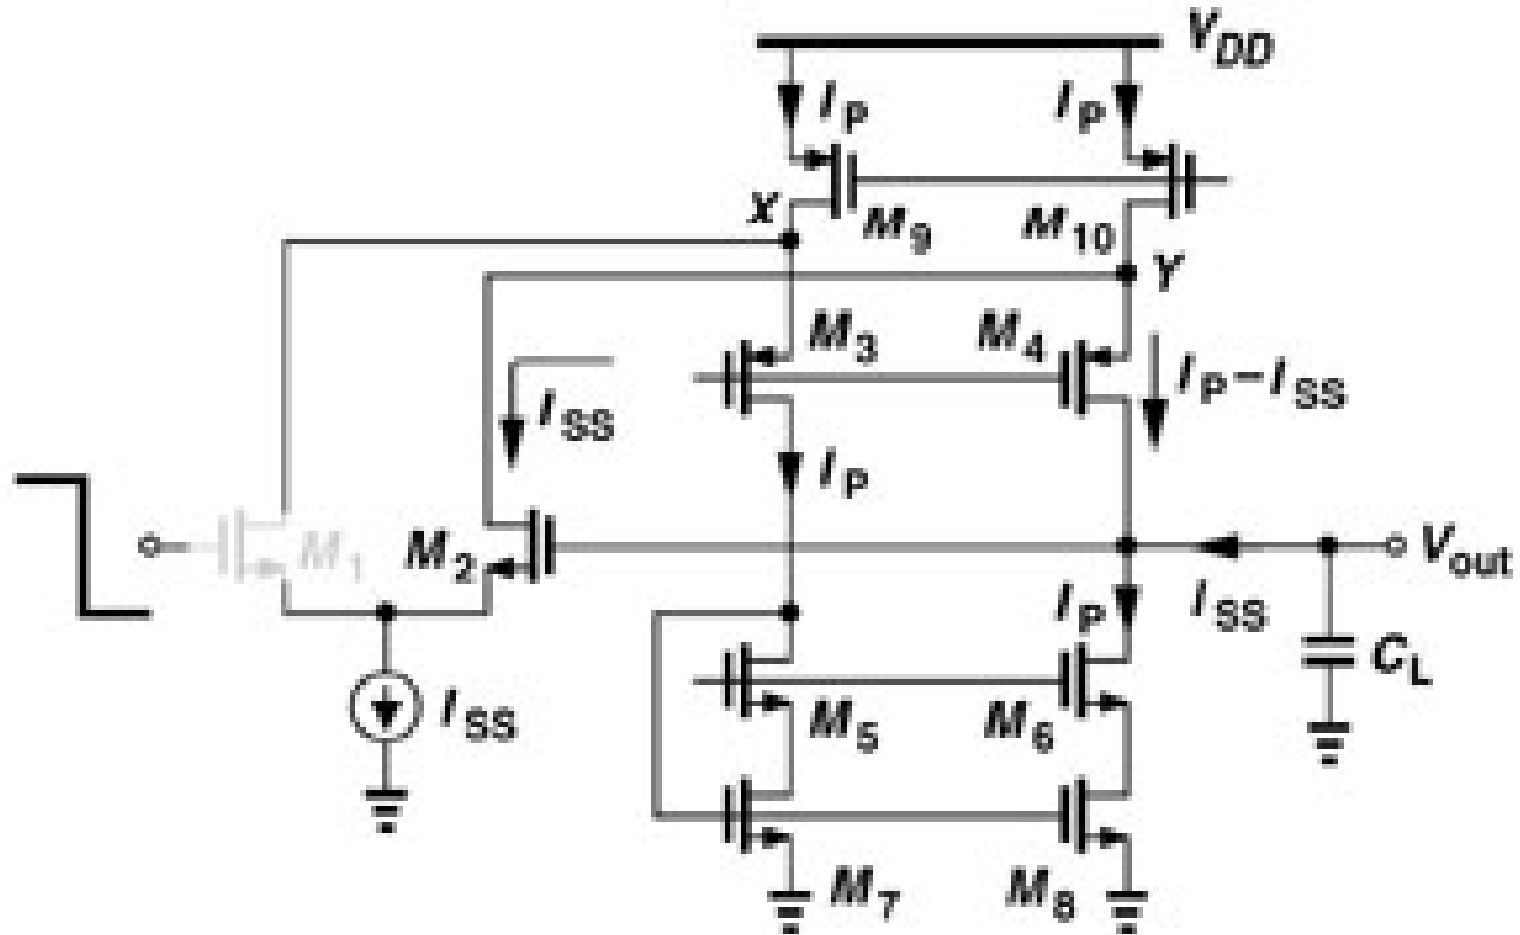 V_DD
I_P
I_P
X
M_9
M_10
Y
M_3
M_4
I_P − I_SS
I_SS
I_P
M_1
M_2
V_out
I_P
I_SS
C_L
I_SS
M_5
M_6
M_7
M_8